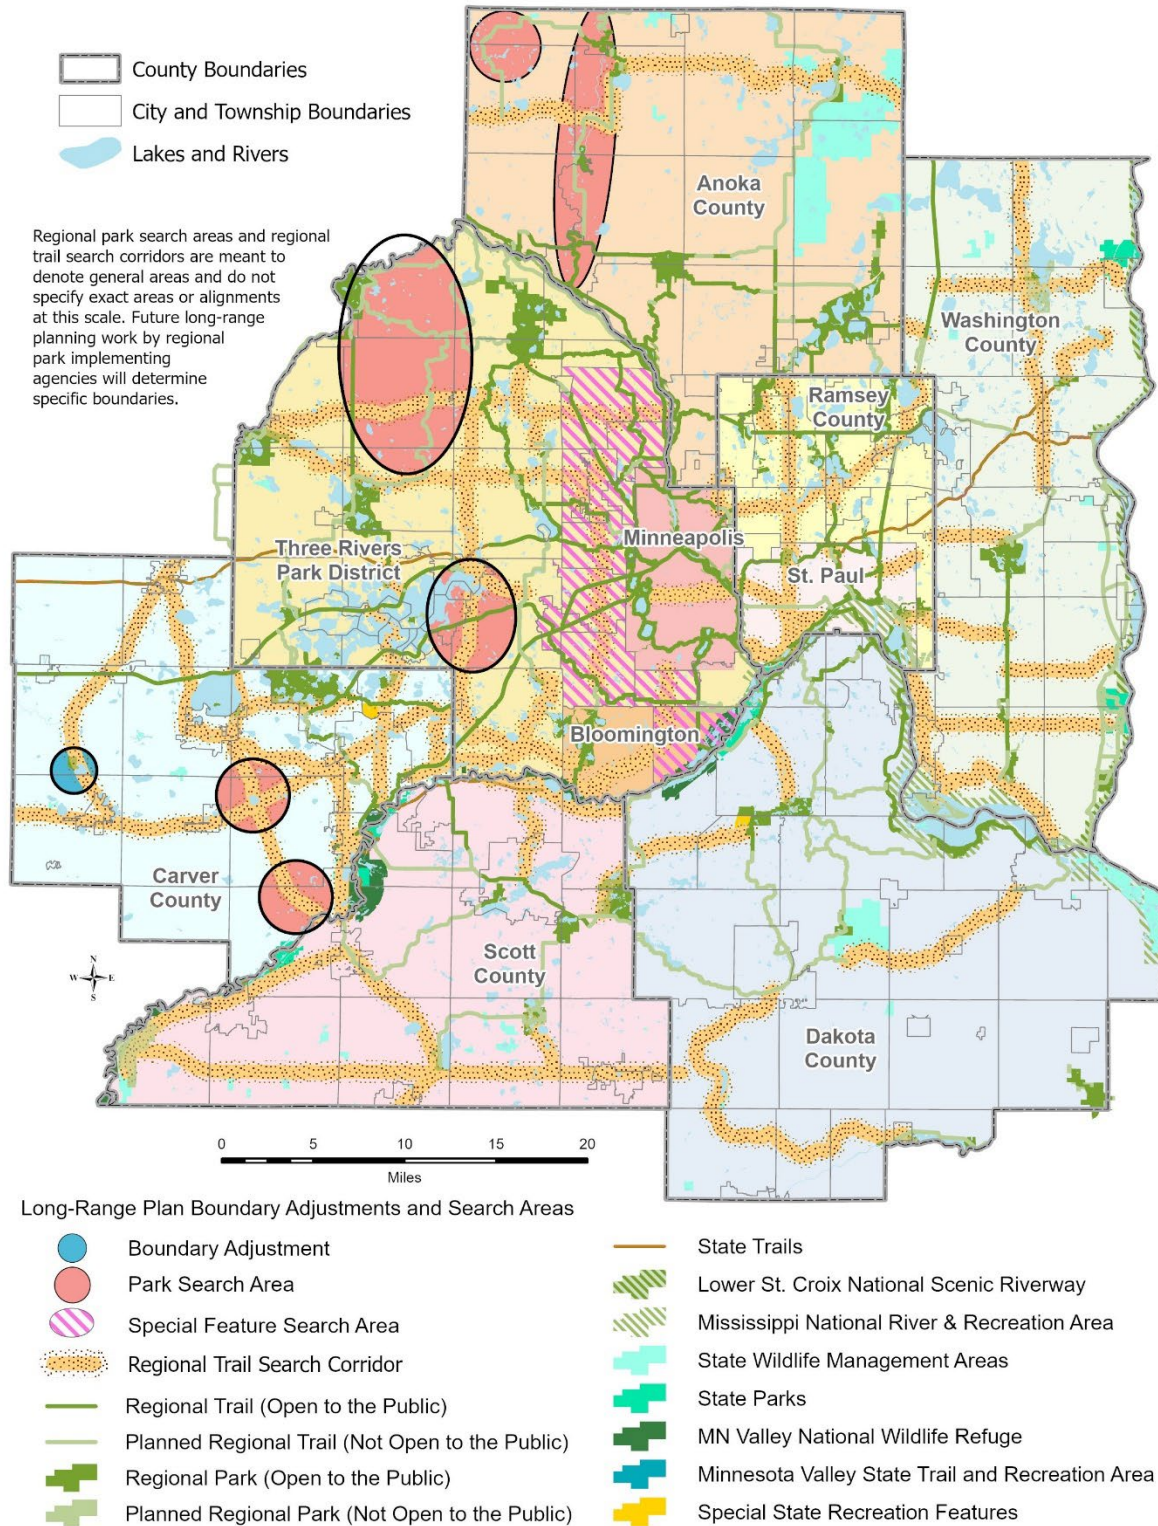 County Boundaries
City and Township Boundaries
Lakes and Rivers
Regional park search areas and regional
trail search corridors are meant to
denote general areas and do not
specify exact areas or alignments
at this scale. Future long-range
planning work by regional
park implementing
agencies will determine
specific boundaries.
Anoka
County
Washington
County
Ramsey
County
Minneapolis
Three Rivers
Park District
St. Paul
Bloomington
Carver
County
Scott
County
Dakota
County
N
W E
S
0 5 10 15 20
Miles
Long-Range Plan Boundary Adjustments and Search Areas
Boundary Adjustment
Park Search Area
Special Feature Search Area
Regional Trail Search Corridor
Regional Trail (Open to the Public)
Planned Regional Trail (Not Open to the Public)
Regional Park (Open to the Public)
Planned Regional Park (Not Open to the Public)
State Trails
Lower St. Croix National Scenic Riverway
Mississippi National River & Recreation Area
State Wildlife Management Areas
State Parks
MN Valley National Wildlife Refuge
Minnesota Valley State Trail and Recreation Area
Special State Recreation Features